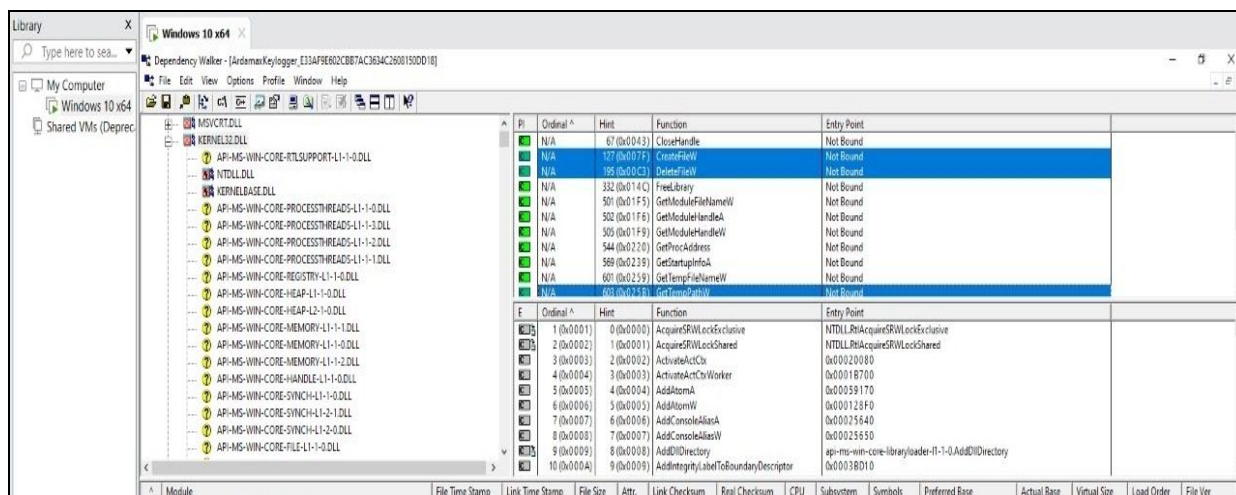 Library X
Windows 10 x64 X
Type here to sea...
Dependency Walker - [ArdamaxKeylogger_E33AF9E602CBB7AC3634C2608150DD18]
My Computer
Windows 10 x64
Shared VMs (Deprec
File Edit View Options Profile Window Help
MSVCRT.DLL
KERNEL32.DLL
API-MS-WIN-CORE-RTLSUPPORT-L1-1-0.DLL
NTDLL.DLL
KERNELBASE.DLL
API-MS-WIN-CORE-PROCESSTHREADS-L1-1-0.DLL
API-MS-WIN-CORE-PROCESSTHREADS-L1-1-3.DLL
API-MS-WIN-CORE-PROCESSTHREADS-L1-1-2.DLL
API-MS-WIN-CORE-PROCESSTHREADS-L1-1-1.DLL
API-MS-WIN-CORE-REGISTRY-L1-1-0.DLL
API-MS-WIN-CORE-HEAP-L1-1-0.DLL
API-MS-WIN-CORE-HEAP-L2-1-0.DLL
API-MS-WIN-CORE-MEMORY-L1-1-1.DLL
API-MS-WIN-CORE-MEMORY-L1-1-0.DLL
API-MS-WIN-CORE-MEMORY-L1-1-2.DLL
API-MS-WIN-CORE-HANDLE-L1-1-0.DLL
API-MS-WIN-CORE-SYNCH-L1-1-0.DLL
API-MS-WIN-CORE-SYNCH-L1-2-1.DLL
API-MS-WIN-CORE-SYNCH-L1-2-0.DLL
API-MS-WIN-CORE-FILE-L1-1-0.DLL
PI Ordinal ^ Hint Function Entry Point
N/A 67 (0x0043) CloseHandle Not Bound
N/A 127 (0x007F) CreateFileW Not Bound
N/A 195 (0x00C3) DeleteFileW Not Bound
N/A 332 (0x014C) FreeLibrary Not Bound
N/A 501 (0x01F5) GetModuleFileNameW Not Bound
N/A 502 (0x01F6) GetModuleHandleA Not Bound
N/A 505 (0x01F9) GetModuleHandleW Not Bound
N/A 544 (0x0220) GetProcAddress Not Bound
N/A 569 (0x0239) GetStartupInfoA Not Bound
N/A 601 (0x0259) GetTempFileNameW Not Bound
N/A 603 (0x025B) GetTempPathW Not Bound
E Ordinal ^ Hint Function Entry Point
1 (0x0001) 0 (0x0000) AcquireSRWLockExclusive NTDLL.RtlAcquireSRWLockExclusive
2 (0x0002) 1 (0x0001) AcquireSRWLockShared NTDLL.RtlAcquireSRWLockShared
3 (0x0003) 2 (0x0002) ActivateActCtx 0x00020080
4 (0x0004) 3 (0x0003) ActivateActCtxWorker 0x0001B700
5 (0x0005) 4 (0x0004) AddAtomA 0x00059170
6 (0x0006) 5 (0x0005) AddAtomW 0x000128F0
7 (0x0007) 6 (0x0006) AddConsoleAliasA 0x00025640
8 (0x0008) 7 (0x0007) AddConsoleAliasW 0x00025650
9 (0x0009) 8 (0x0008) AddDllDirectory api-ms-win-core-libraryloader-l1-1-0.AddDllDirectory
10 (0x000A) 9 (0x0009) AddIntegrityLabelToBoundaryDescriptor 0x0003BD10
^ Module File Time Stamp Link Time Stamp File Size Attr. Link Checksum Real Checksum CPU Subsystem Symbols Preferred Base Actual Base Virtual Size Load Order File Ver